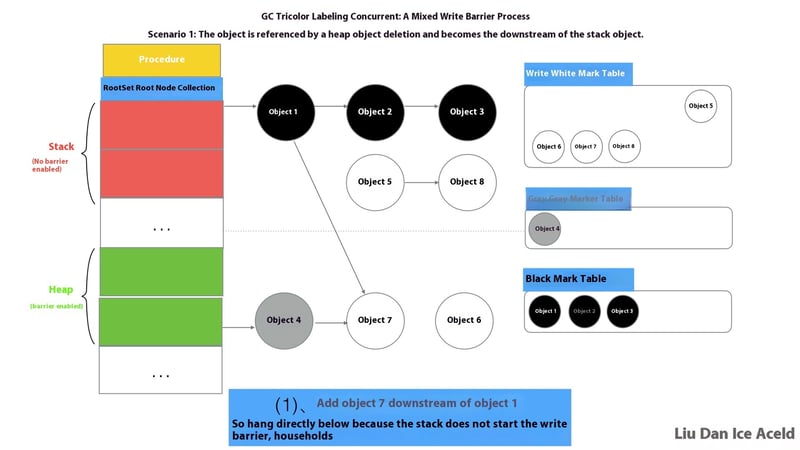 GC Tricolor Labeling Concurrent: A Mixed Write Barrier Process
Scenario 1: The object is referenced by a heap object deletion and becomes the downstream of the stack object.
Procedure
RootSet Root Node Collection
Stack
(No barrier
enabled)
...
Heap
(barrier enabled)
...
Object 1
Object 2
Object 3
Object 5
Object 8
Object 4
Object 7
Object 6
Write White Mark Table
Object 5
Object 6
Object 7
Object 8
Gray Marker Table
Object 4
Black Mark Table
Object 1
Object 2
Object 3
(1)、 Add object 7 downstream of object 1
So hang directly below because the stack does not start the write
barrier, households
Liu Dan Ice Aceld